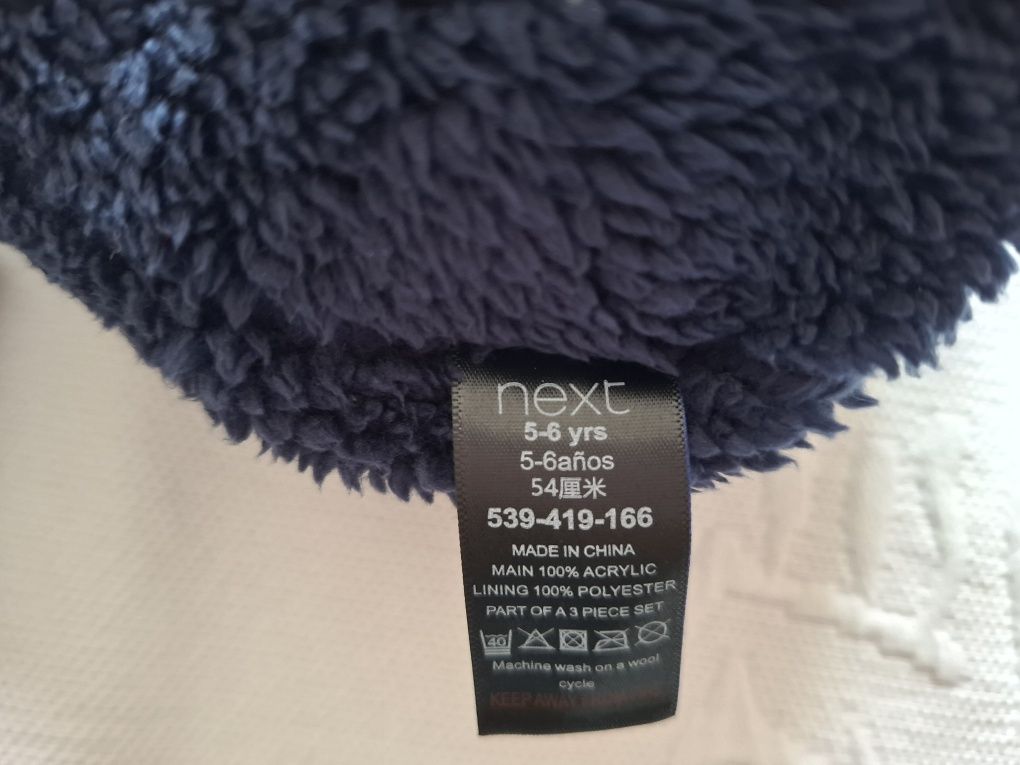 next
5-6 yrs
5-6años
54厘米
539-419-166
MADE IN CHINA
MAIN 100% ACRYLIC
LINING 100% POLYESTER
PART OF A 3 PIECE SET
40
Machine wash on a wool
cycle
KEEP AWAY